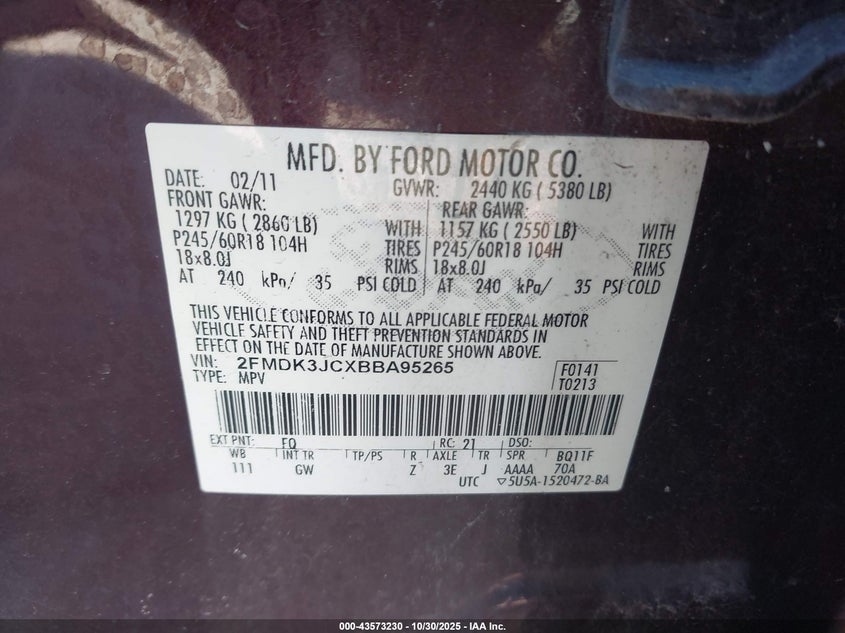 MFD. BY FORD MOTOR CO.
DATE: 02/11 GVWR: 2440 KG ( 5380 LB)
FRONT GAWR: REAR GAWR:
1297 KG ( 2860 LB) WITH 1157 KG ( 2550 LB) WITH
P245/60R18 104H TIRES P245/60R18 104H TIRES
18x8.0J RIMS 18x8.0J RIMS
AT 240 kPa/ 35 PSI COLD AT 240 kPa/ 35 PSI COLD
THIS VEHICLE CONFORMS TO ALL APPLICABLE FEDERAL MOTOR
VEHICLE SAFETY AND THEFT PREVENTION STANDARDS IN
EFFECT ON THE DATE OF MANUFACTURE SHOWN ABOVE.
VIN: 2FMDK3JCXBBA95265 F0141
TYPE: MPV T0213
EXT PNT: FQ RC: 21 DSO:
WB INT TR TP/PS R AXLE TR SPR BQ11F
111 GW Z 3E J AAAA 70A
UTC ▽5U5A-1520472-BA
000-43573230 - 10/30/2025 - IAA Inc.